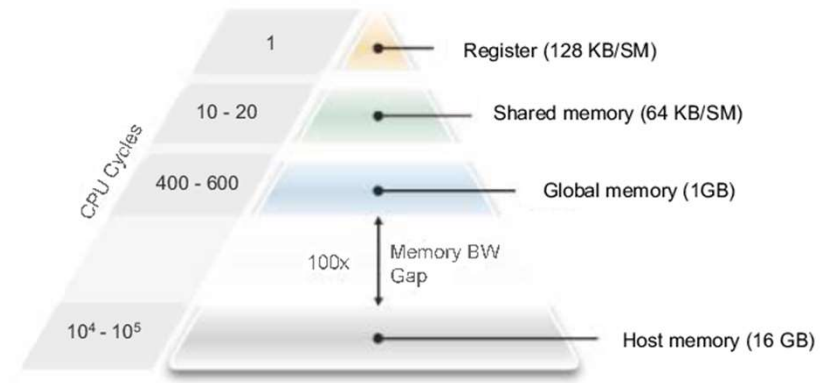 1
Register (128 KB/SM)
10 - 20
Shared memory (64 KB/SM)
CPU Cycles
400 - 600
Global memory (1GB)
100x
Memory BW
Gap
10⁴ - 10⁵
Host memory (16 GB)